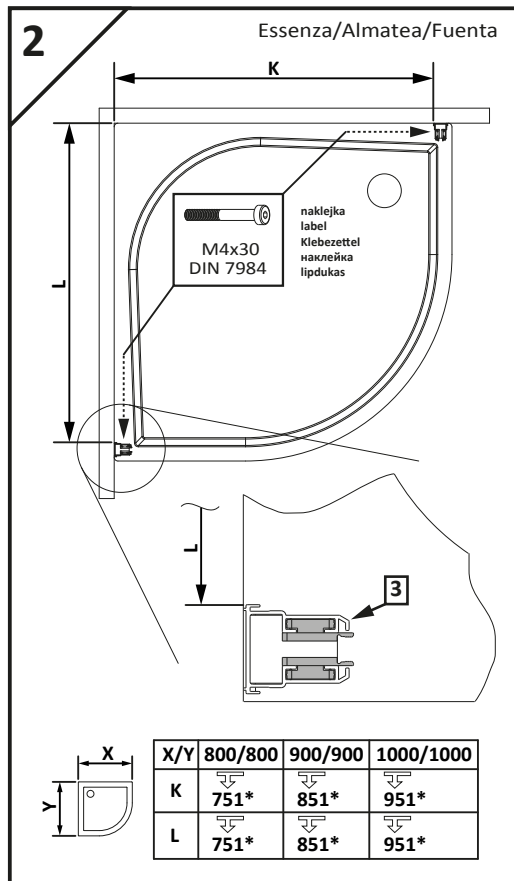 2
Essenza/Almatea/Fuenta
K
L
M4x30
DIN 7984
naklejka
label
Klebezettel
наклейка
lipdukas
L
3
X
Y
X/Y 800/800 900/900 1000/1000
K 751* 851* 951*
L 751* 851* 951*